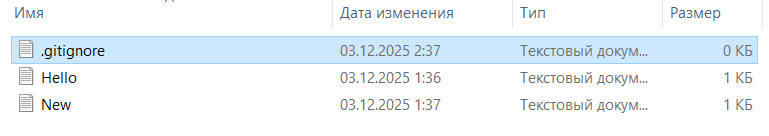 Имя Дата изменения Тип Размер
.gitignore 03.12.2025 2:37 Текстовый докум... 0 КБ
Hello 03.12.2025 1:36 Текстовый докум... 1 КБ
New 03.12.2025 1:37 Текстовый докум... 1 КБ